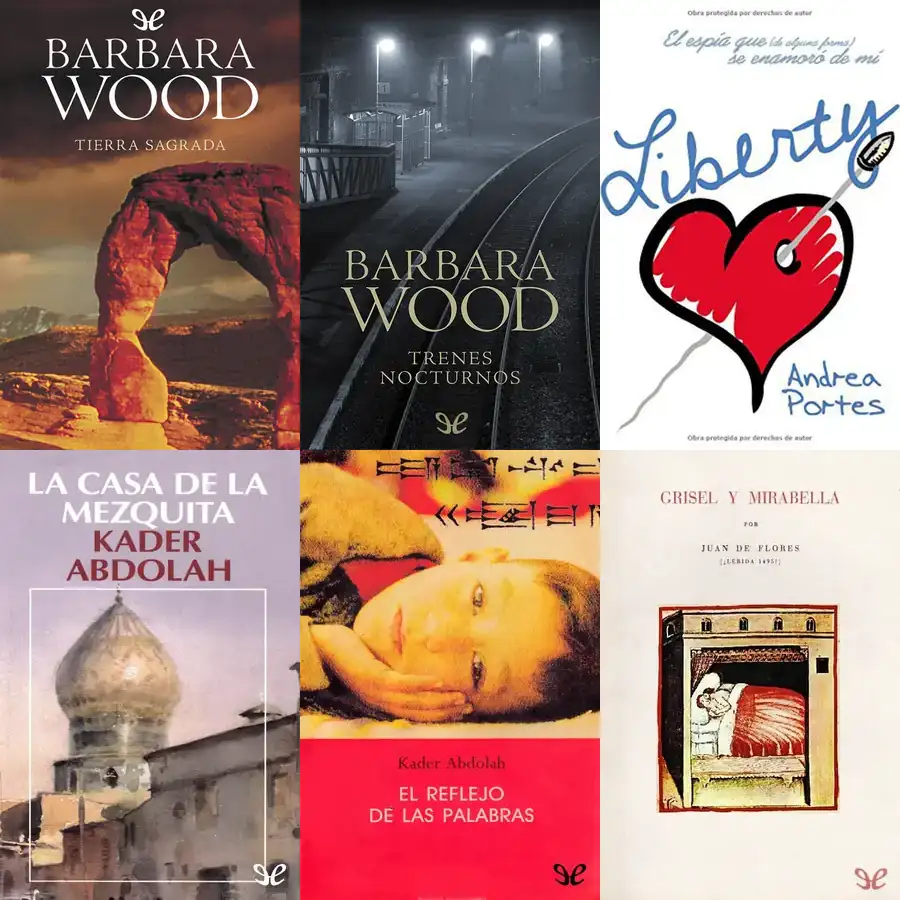 BARBARA
WOOD
TIERRA SAGRADA
BARBARA
WOOD
TRENES
NOCTURNOS
Obra protegida por derechos de autor
El espía que (de alguna forma)
se enamoró de mí
Liberty
Andrea
Portes
Obra protegida por derechos de autor
LA CASA DE LA
MEZQUITA
KADER
ABDOLAH
Kader Abdolah
EL REFLEJO
DE LAS PALABRAS
GRISEL Y MIRABELLA
POR
JUAN DE FLORES
(¿LERIDA 1495?)